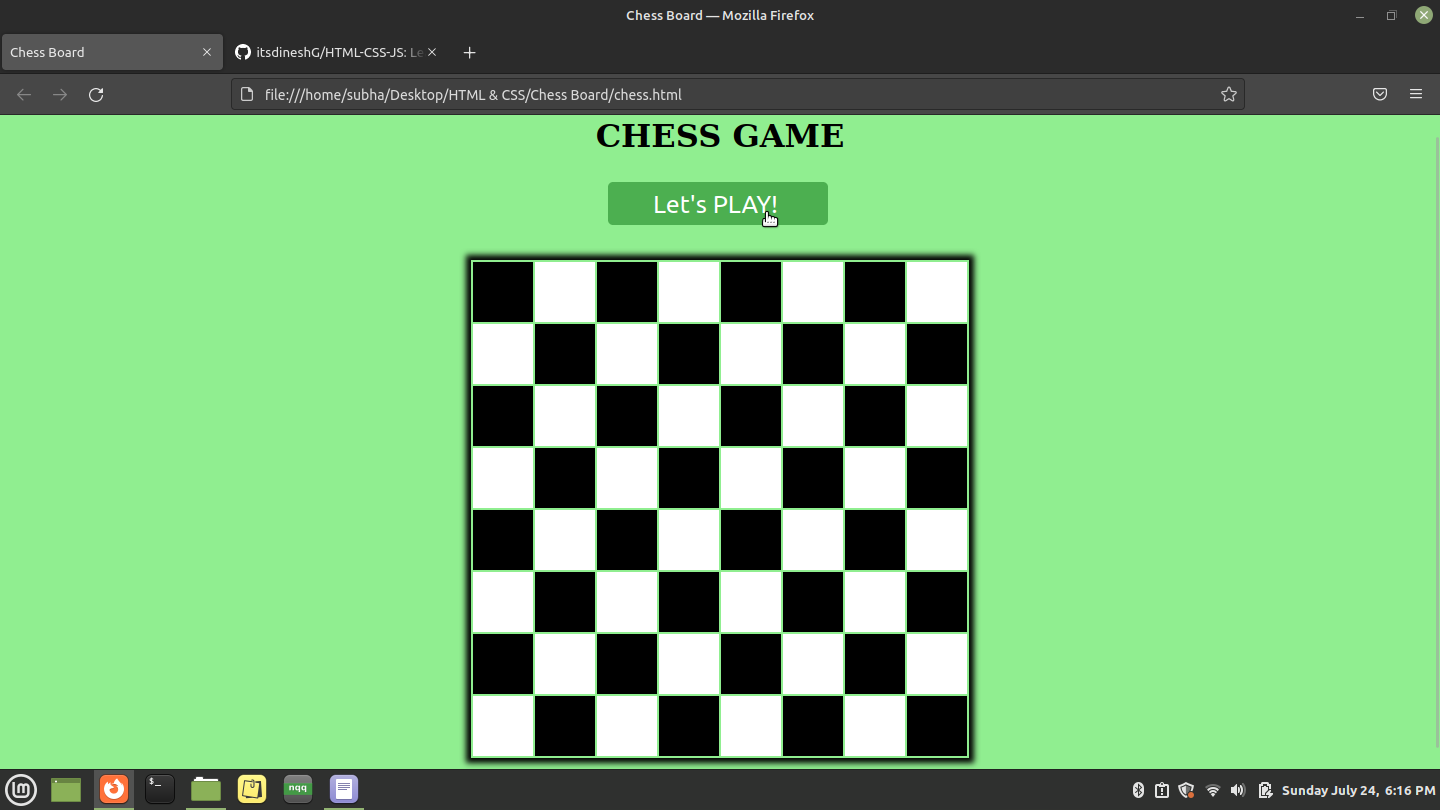 Chess Board — Mozilla Firefox
Chess Board
itsdineshG/HTML-CSS-JS: Le
file:///home/subha/Desktop/HTML & CSS/Chess Board/chess.html
CHESS GAME
Let's PLAY!
$_
nqq
Sunday July 24, 6:16 PM